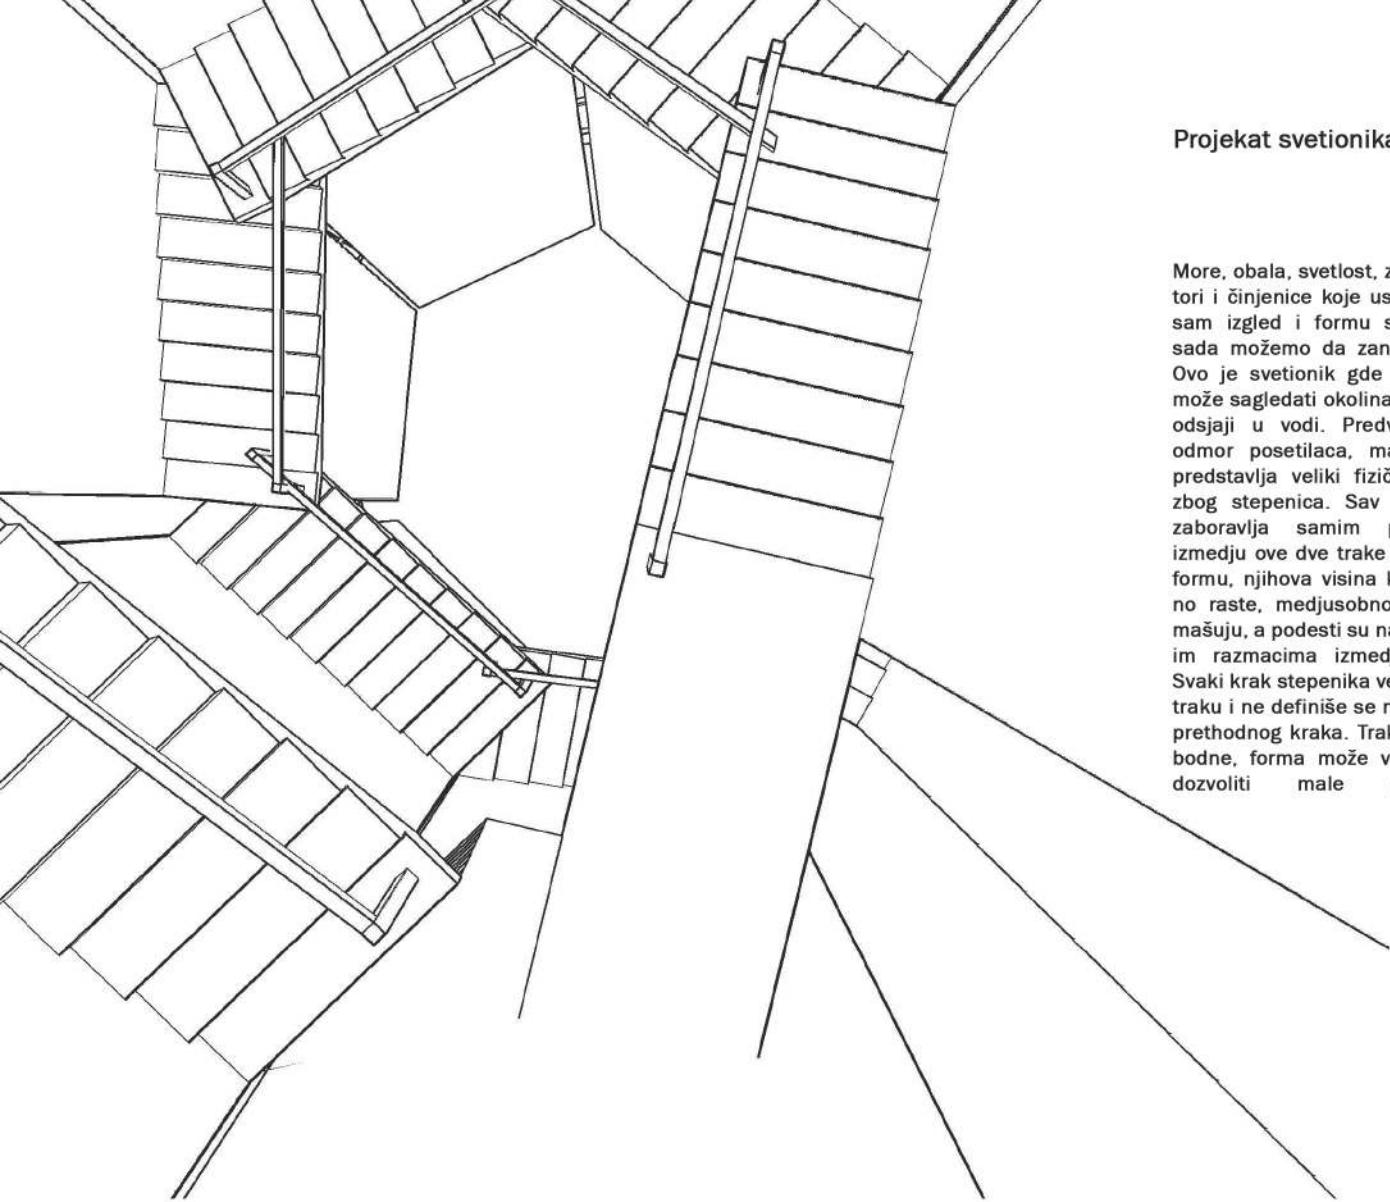 Projekat svetionika
More, obala, svetlost, z
tori i činjenice koje us
sam izgled i formu s
sada možemo da zan
Ovo je svetionik gde
može sagledati okolina
odsjaji u vodi. Predv
odmor posetilaca, ma
predstavlja veliki fizič
zbog stepenica. Sav
zaboravlja samim p
izmedju ove dve trake
formu, njihova visina k
no raste, medjusobno
mašuju, a podesti su na
im razmacima izmed
Svaki krak stepenika ve
traku i ne definiše se n
prethodnog kraka. Trak
bodne, forma može v
dozvoliti male